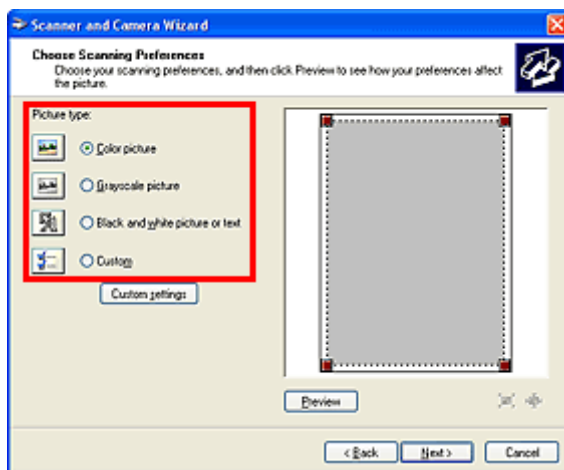 Scanner and Camera Wizard
Choose Scanning Preferences
Choose your scanning preferences, and then click Preview to see how your preferences affect
the picture.
Picture type:
Color picture
Grayscale picture
Black and white picture or text
Custom
Custom settings
Preview
< Back
Next >
Cancel